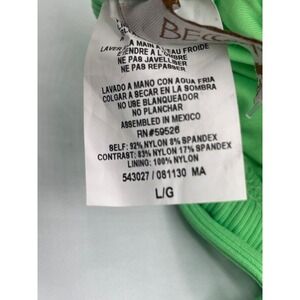 BECCA
LAVER À MAIN À L'EAU FROIDE
ÉTENDRE À L'OMBRE
NE PAS JAVELLISER
NE PAS REPASSER
LAVADO A MANO CON AGUA FRIA
COLGAR A SECAR EN LA SOMBRA
NO USE BLANQUEADOR
NO PLANCHAR
ASSEMBLED IN MEXICO
RN#59526
SELF: 92% NYLON 8% SPANDEX
CONTRAST: 83% NYLON 17% SPANDEX
LINING: 100% NYLON
543027 / 081130 MA
L/G